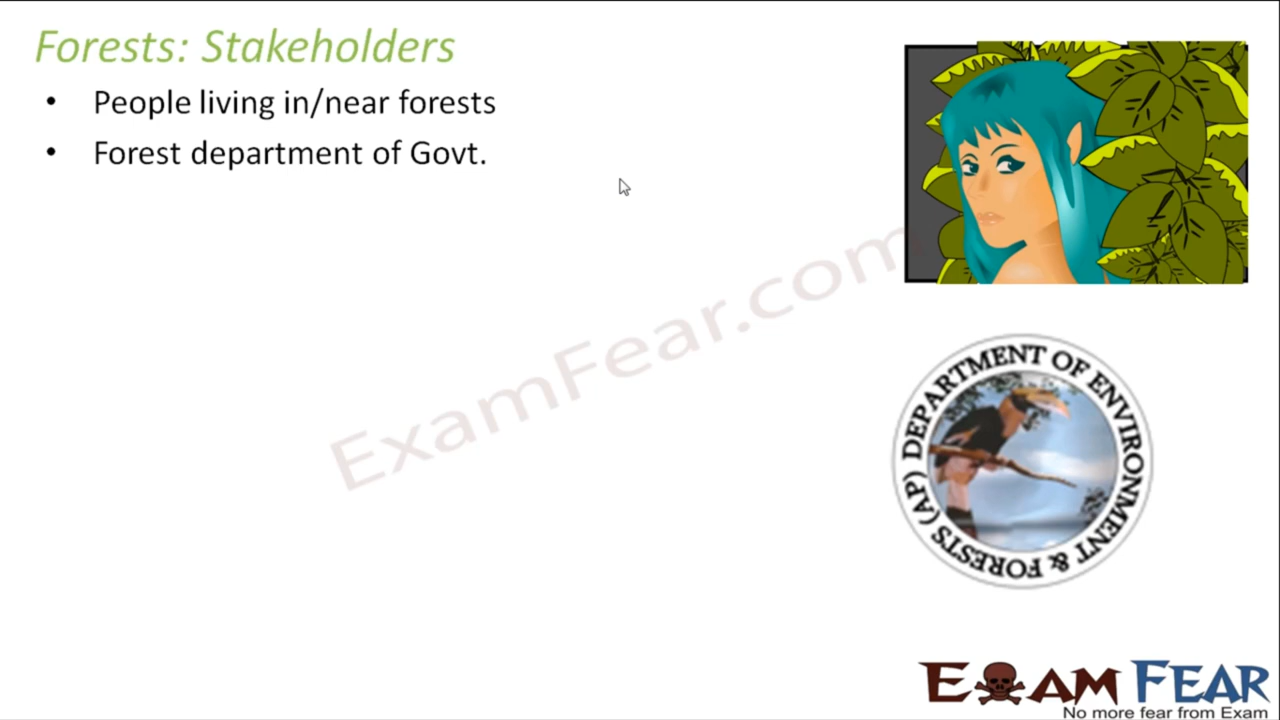 Forests: Stakeholders
• People living in/near forests
• Forest department of Govt.
ExamFear.com
DEPARTMENT OF ENVIRONMENT & FORESTS (AP)
EXAM FEAR
No more fear from Exam